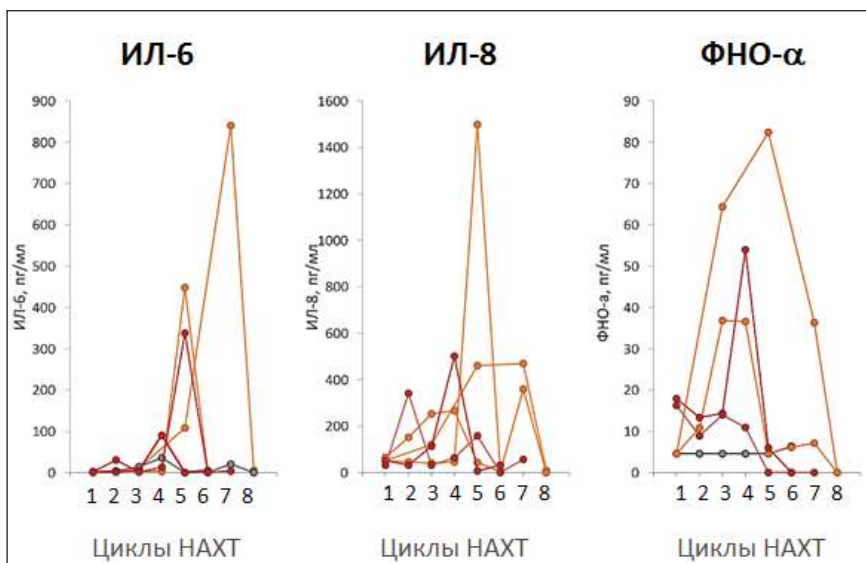 ИЛ-6
900
800
700
600
500
400
300
200
100
0
ИЛ-6, пг/мл
1 2 3 4 5 6 7 8
Циклы НАХТ
ИЛ-8
1600
1400
1200
1000
800
600
400
200
0
ИЛ-8, пг/мл
1 2 3 4 5 6 7 8
Циклы НАХТ
ФНО-α
90
80
70
60
50
40
30
20
10
0
ФНО-а, пг/мл
1 2 3 4 5 6 7 8
Циклы НАХТ